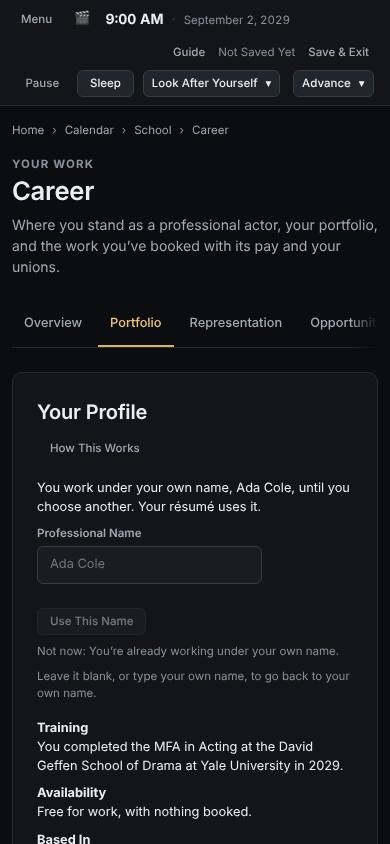 Menu 🎬 9:00 AM · September 2, 2029
Guide Not Saved Yet Save & Exit
Pause Sleep Look After Yourself ▾ Advance ▾
Home › Calendar › School › Career
YOUR WORK
Career
Where you stand as a professional actor, your portfolio,
and the work you’ve booked with its pay and your
unions.
Overview Portfolio Representation Opportunit
Your Profile
How This Works
You work under your own name, Ada Cole, until you
choose another. Your résumé uses it.
Professional Name
Ada Cole
Use This Name
Not now: You’re already working under your own name.
Leave it blank, or type your own name, to go back to your
own name.
Training
You completed the MFA in Acting at the David
Geffen School of Drama at Yale University in 2029.
Availability
Free for work, with nothing booked.
Based In